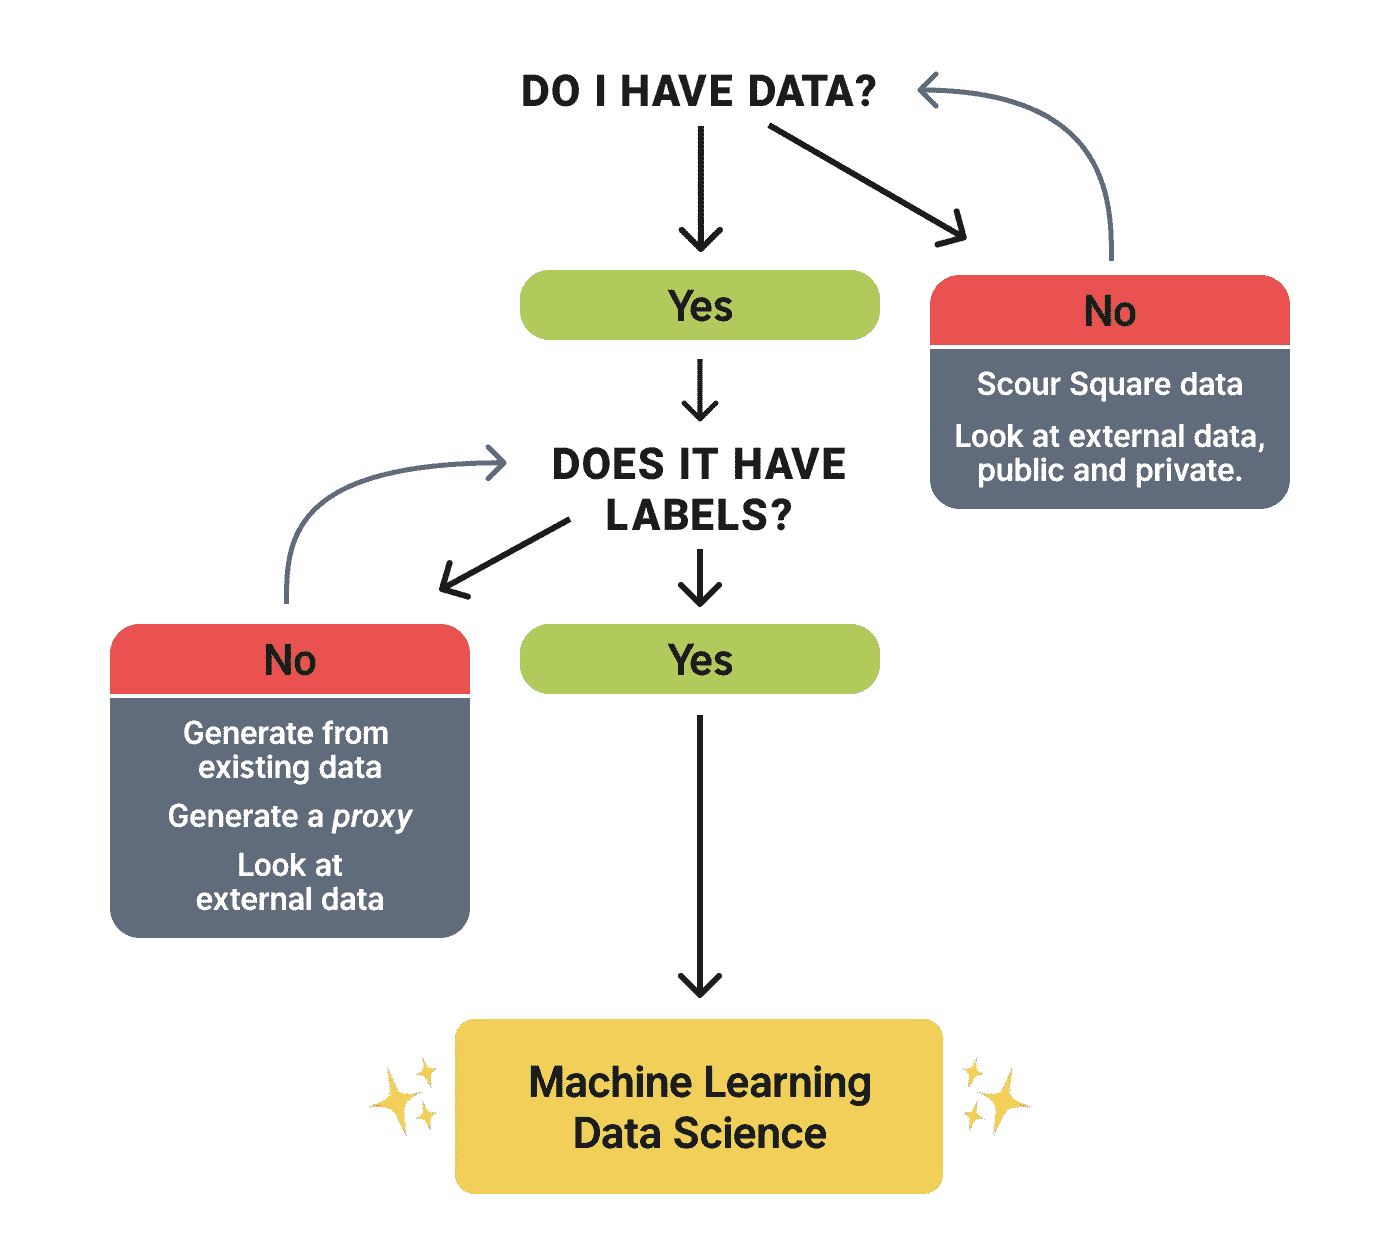 DO I HAVE DATA?
Yes
No
Scour Square data
Look at external data,
public and private.
DOES IT HAVE
LABELS?
No
Generate from
existing data
Generate a proxy
Look at
external data
Yes
Machine Learning
Data Science